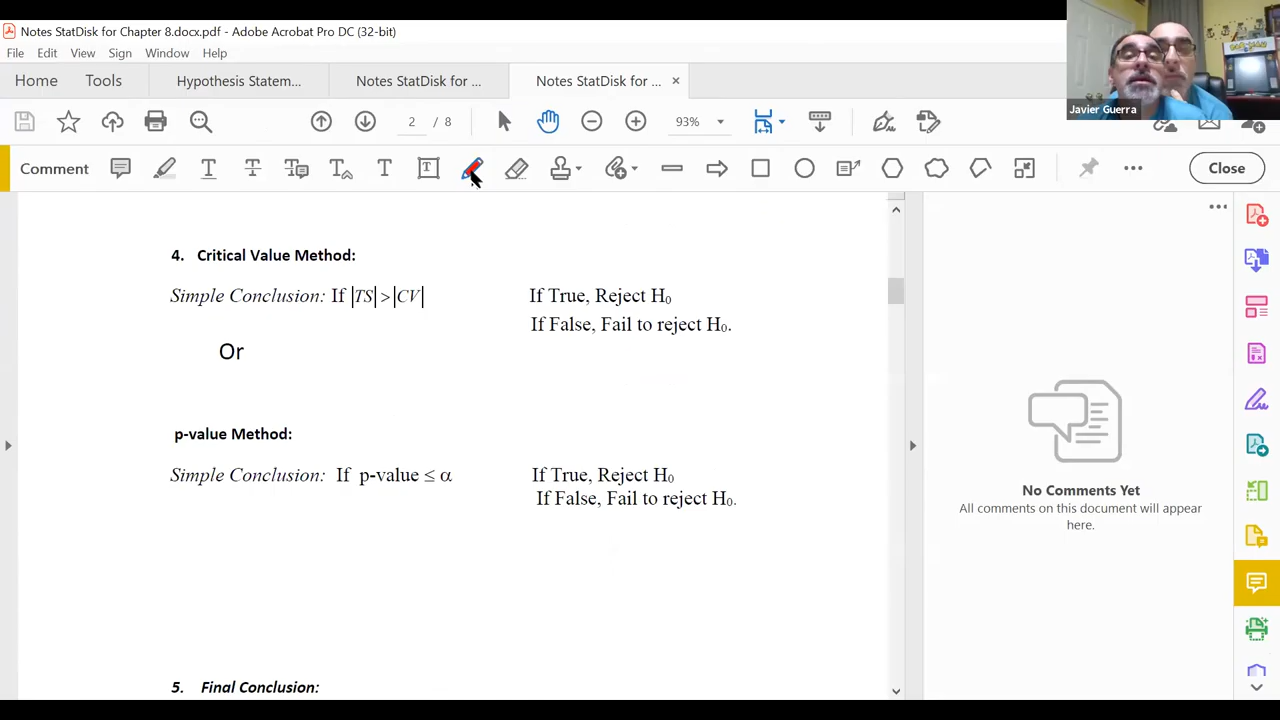 Notes StatDisk for Chapter 8.docx.pdf - Adobe Acrobat Pro DC (32-bit)
File Edit View Sign Window Help
Home Tools Hypothesis Statem... Notes StatDisk for ... Notes StatDisk for ... ×
Javier Guerra
2 / 8 93%
Comment Close
4. Critical Value Method:
Simple Conclusion: If |TS| > |CV| If True, Reject H₀
If False, Fail to reject H₀.
Or
p-value Method:
Simple Conclusion: If p-value ≤ α If True, Reject H₀
If False, Fail to reject H₀.
5. Final Conclusion:
No Comments Yet
All comments on this document will appear
here.